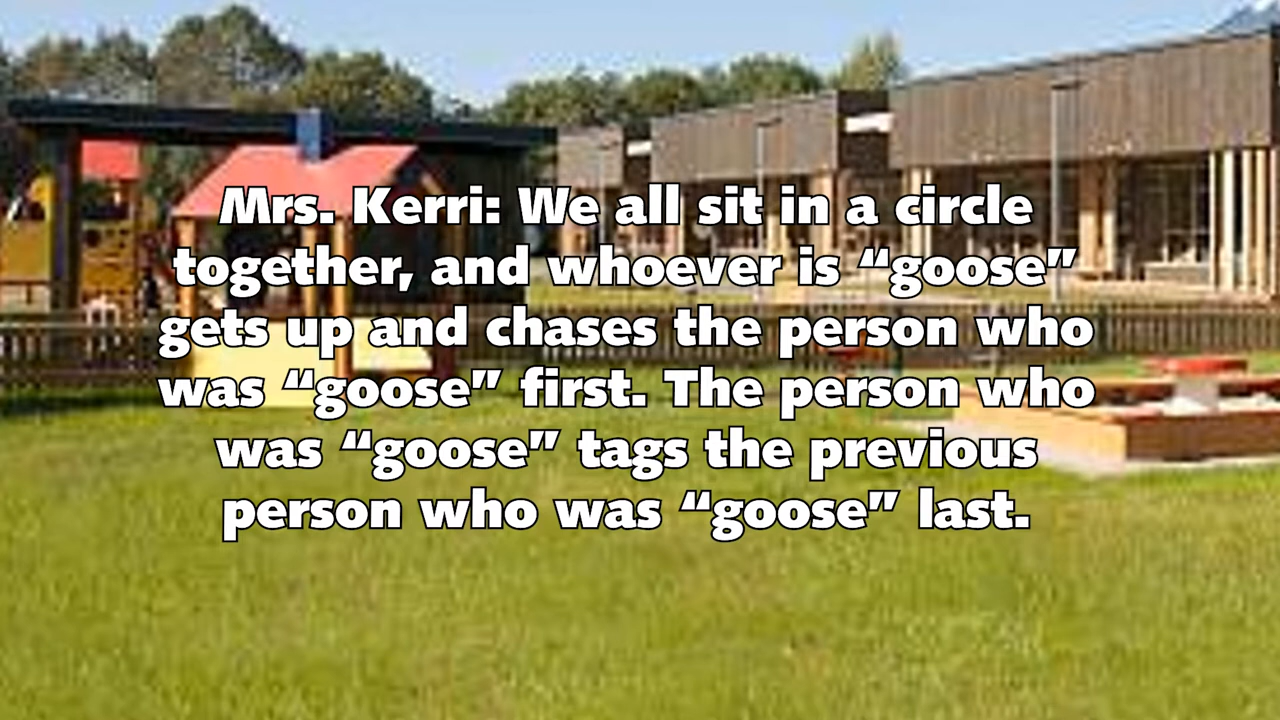 Mrs. Kerri: We all sit in a circle
together, and whoever is “goose”
gets up and chases the person who
was “goose” first. The person who
was “goose” tags the previous
person who was “goose” last.